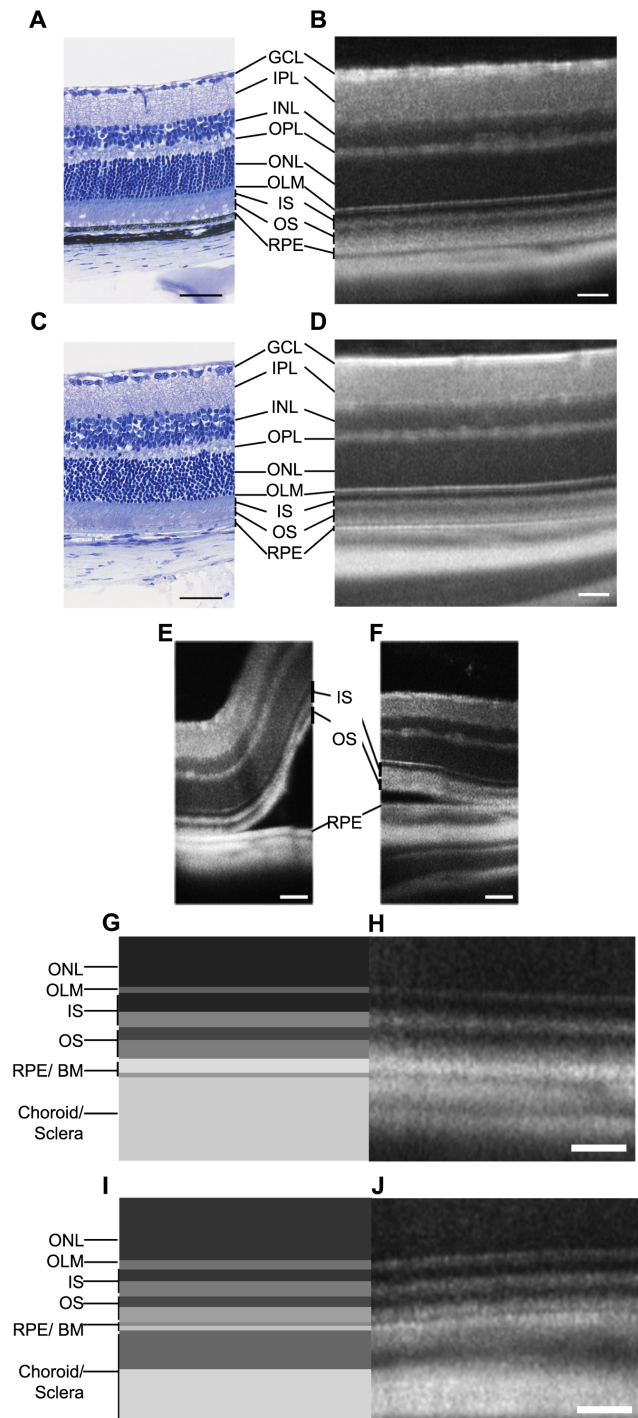 A
B
GCL
IPL
INL
OPL
ONL
OLM
IS
OS
RPE
C
D
GCL
IPL
INL
OPL
ONL
OLM
IS
OS
RPE
E
F
IS
OS
RPE
G
H
ONL
OLM
IS
OS
RPE/ BM
Choroid/
Sclera
I
J
ONL
OLM
IS
OS
RPE/ BM
Choroid/
Sclera